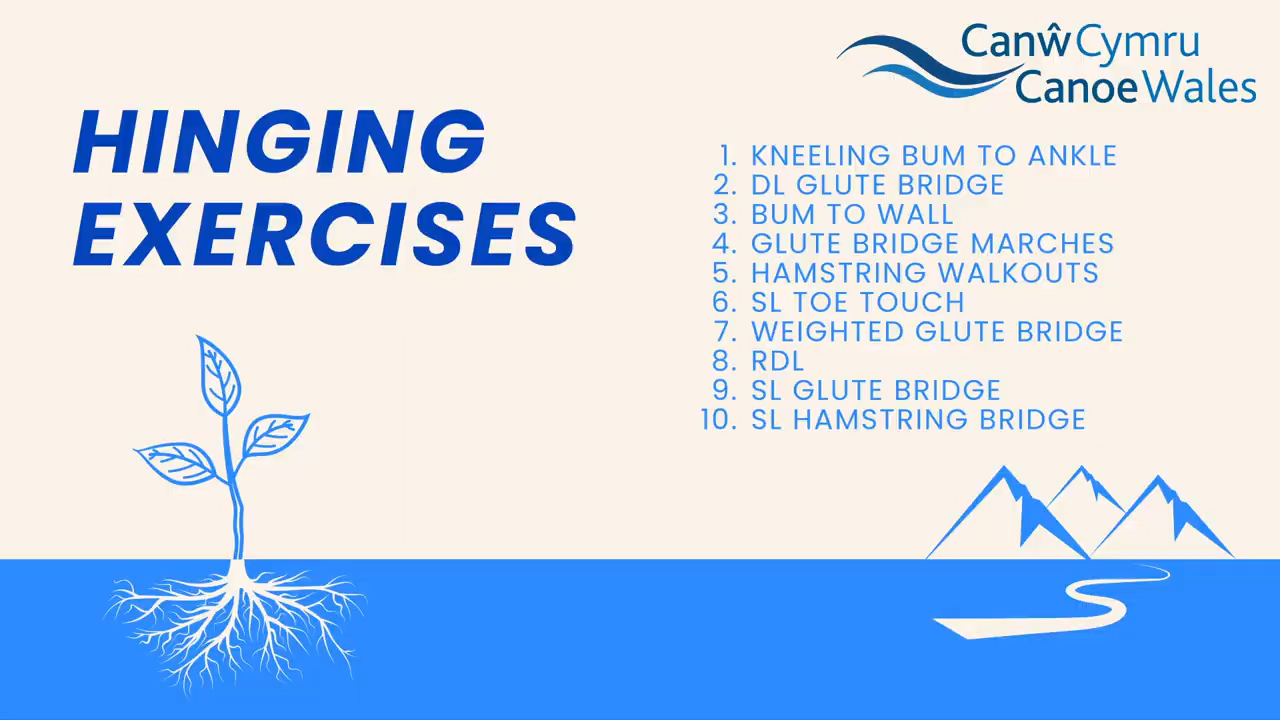 Canŵ Cymru
Canoe Wales
HINGING
EXERCISES
1. KNEELING BUM TO ANKLE
2. DL GLUTE BRIDGE
3. BUM TO WALL
4. GLUTE BRIDGE MARCHES
5. HAMSTRING WALKOUTS
6. SL TOE TOUCH
7. WEIGHTED GLUTE BRIDGE
8. RDL
9. SL GLUTE BRIDGE
10. SL HAMSTRING BRIDGE